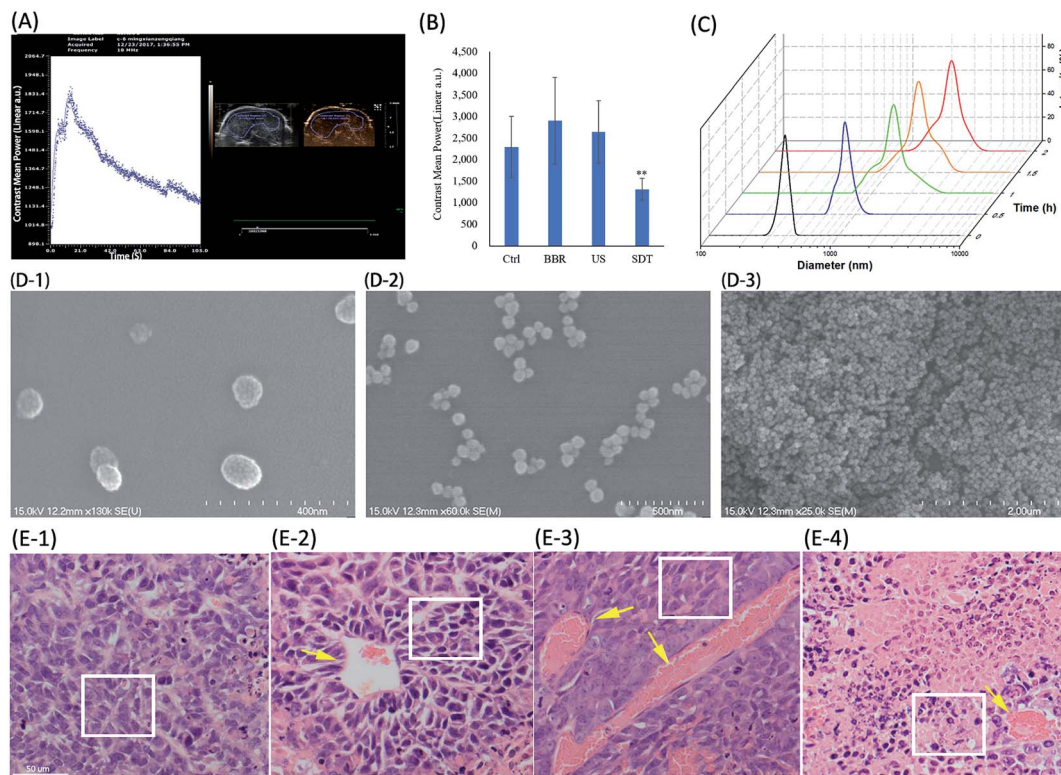 (A)
Image Label
c-6 mingxianzengqiang
Acquired
12/23/2017, 1:36:55 PM
Frequency
18 MHz
Contrast Mean Power (Linear a.u.)
2064.7
1948.1
1831.4
1714.8
1598.1
1481.4
1364.8
1248.1
1131.4
1014.8
898.1
0.0 21.0 42.0 63.0 84.0 105.0
Time (S)
(B)
Contrast Mean Power(Linear a.u.)
4,500
4,000
3,500
3,000
2,500
2,000
1,500
1,000
500
0
**
Ctrl BBR US SDT
(C)
80
60
40
20
0
2
1.5
1
0.5
0
Time (h)
100 1000 10000
Diameter (nm)
(D-1)
15.0kV 12.2mm x130k SE(U)
400nm
(D-2)
15.0kV 12.3mm x60.0k SE(M)
500nm
(D-3)
15.0kV 12.3mm x25.0k SE(M)
2.00um
(E-1)
50 um
(E-2)
(E-3)
(E-4)